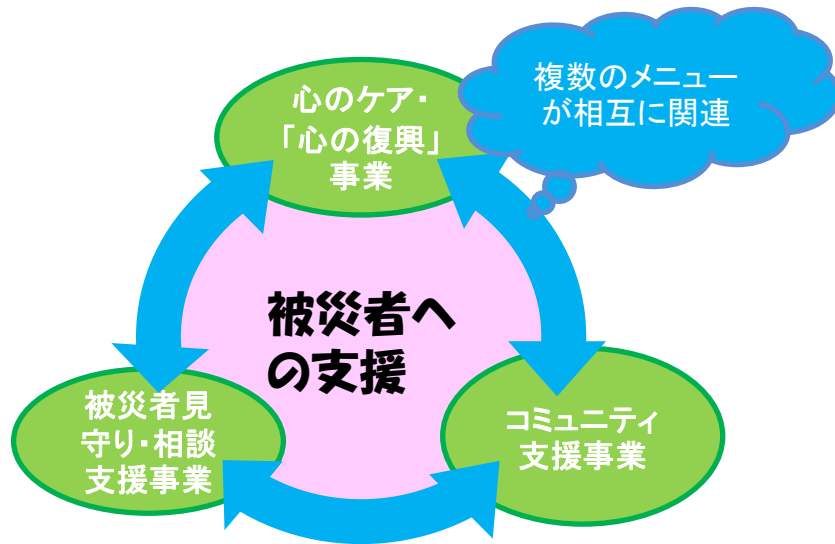 心のケア・
「心の復興」
事業
複数のメニュー
が相互に関連
被災者へ
の支援
被災者見
守り・相談
支援事業
コミュニティ
支援事業